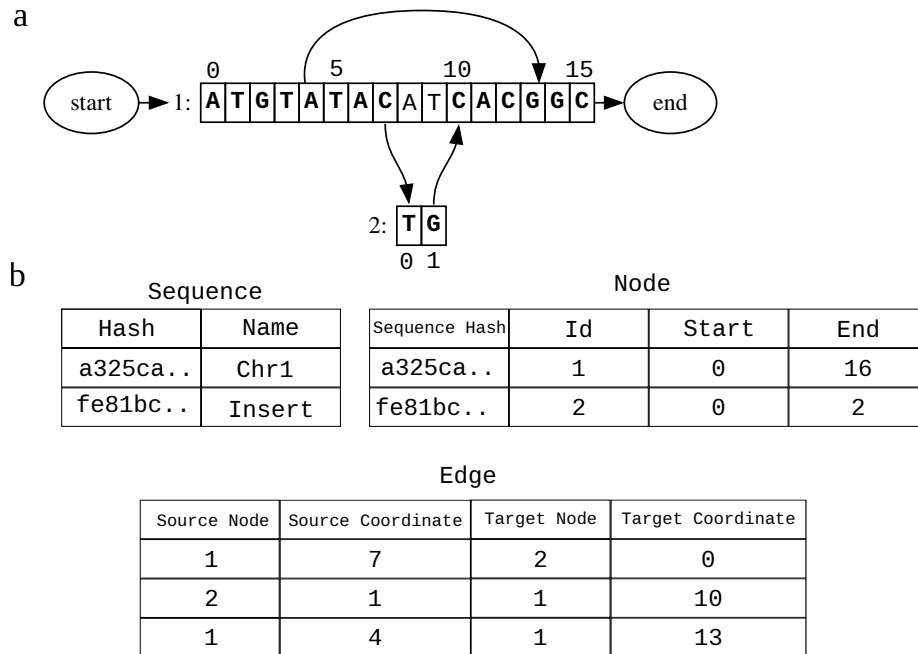 a
0 5 10 15
start 1: A T G T A T A C A T C A C G G C end
2: T G
0 1
b
Sequence
Hash Name
a325ca.. Chr1
fe81bc.. Insert
Node
Sequence Hash Id Start End
a325ca.. 1 0 16
fe81bc.. 2 0 2
Edge
Source Node Source Coordinate Target Node Target Coordinate
1 7 2 0
2 1 1 10
1 4 1 13